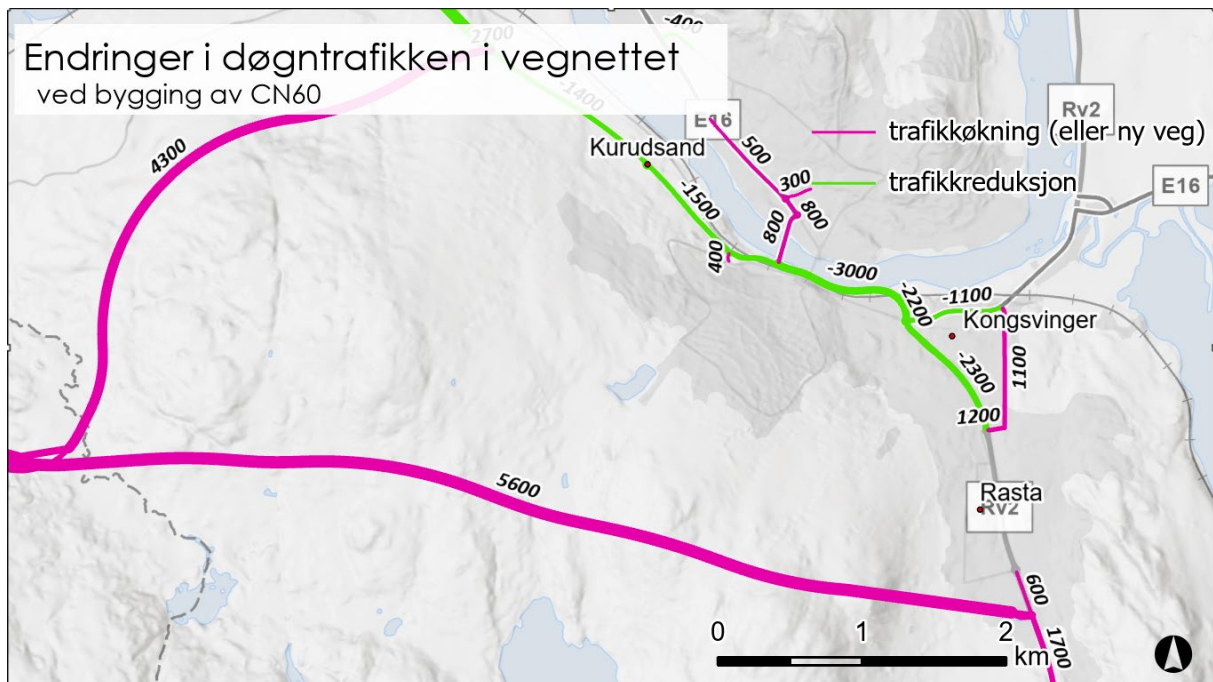 Endringer i døgntrafikken i vegnettet
ved bygging av CN60
-400
2700
-1400
E16
Rv2
trafikkøkning (eller ny veg)
500
Kurudsand
4300
300
trafikkreduksjon
E16
-1500
800
800
400
-3000
-2200
-1100
Kongsvinger
-2300
1100
1200
5600
Rasta
Rv2
600
0
1
2
km
1700